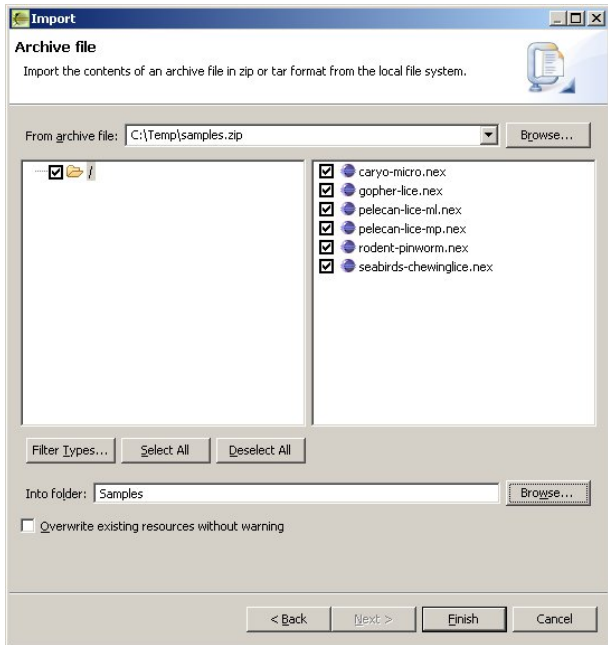 Import
Archive file
Import the contents of an archive file in zip or tar format from the local file system.
From archive file: C:\Temp\samples.zip Browse...
/
caryo-micro.nex
gopher-lice.nex
pelecan-lice-ml.nex
pelecan-lice-mp.nex
rodent-pinworm.nex
seabirds-chewinglice.nex
Filter Types... Select All Deselect All
Into folder: Samples Browse...
Overwrite existing resources without warning
< Back Next > Finish Cancel